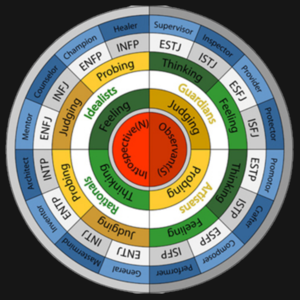 Healer
Supervisor
Champion
Inspector
Counselor
Provider
Mentor
Protector
Architect
Promotor
Inventor
Crafter
Mastermind
Composer
General
Performer
INFP
ESTJ
ENFP
ISTJ
INFJ
ESFJ
ENFJ
ISFJ
INTP
ESTP
ENTP
ISTP
INTJ
ESFP
ENTJ
ISFP
Probing
Thinking
Judging
Feeling
Probing
Thinking
Judging
Feeling
Idealists
Guardians
Rationals
Artisans
Feeling
Judging
Thinking
Probing
Introspective(N)
Observant(S)